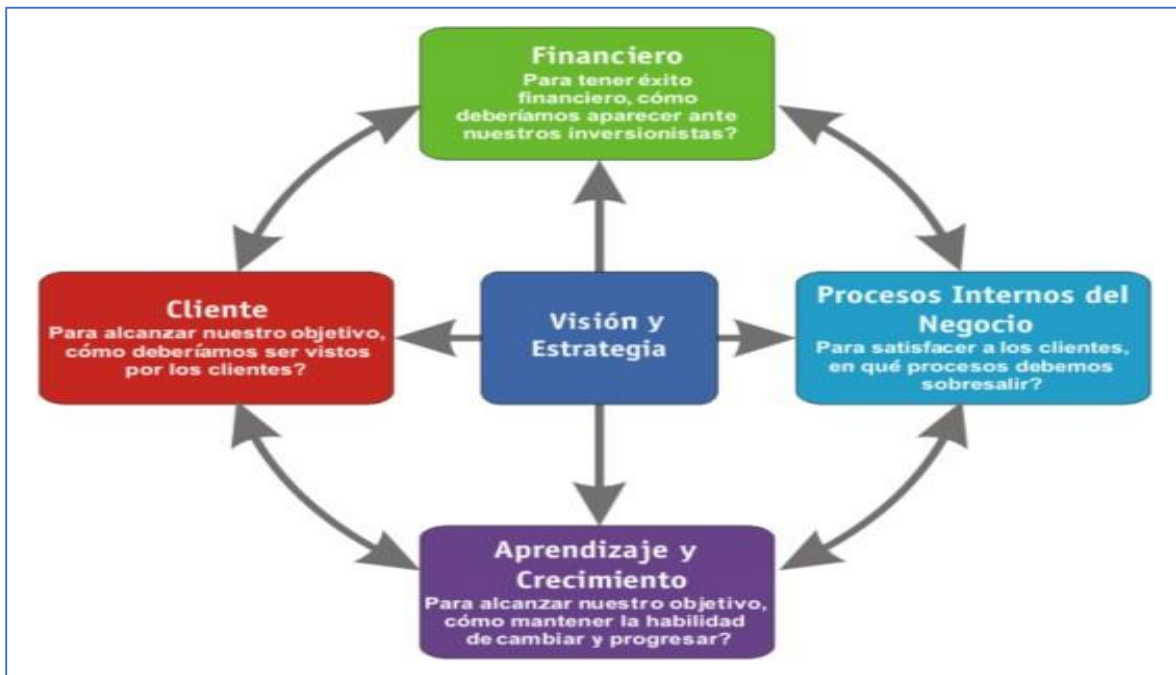 Financiero
Para tener éxito
financiero, cómo
deberíamos aparecer ante
nuestros inversionistas?
Cliente
Para alcanzar nuestro objetivo,
cómo deberíamos ser vistos
por los clientes?
Visión y
Estrategia
Procesos Internos del
Negocio
Para satisfacer a los clientes,
en qué procesos debemos
sobresalir?
Aprendizaje y
Crecimiento
Para alcanzar nuestro objetivo,
cómo mantener la habilidad
de cambiar y progresar?